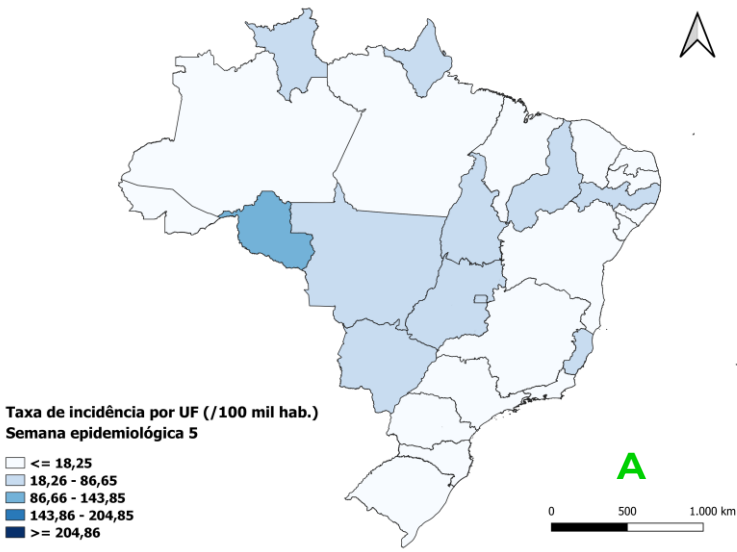 Taxa de incidência por UF (/100 mil hab.)
Semana epidemiológica 5
<= 18,25
18,26 - 86,65
86,66 - 143,85
143,86 - 204,85
>= 204,86
A
0 500 1.000 km